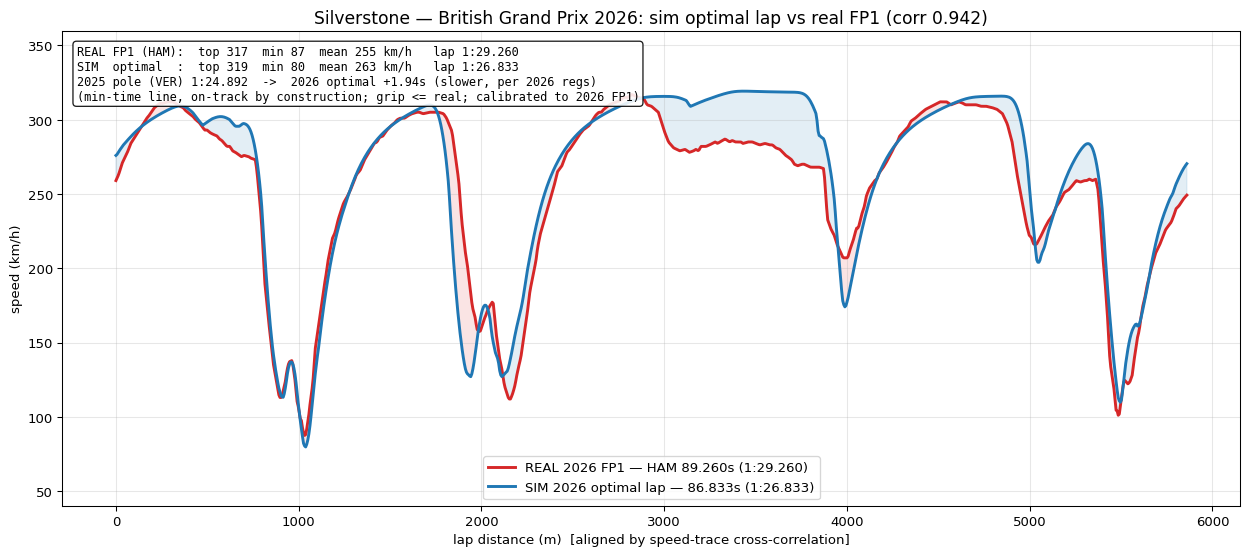 Silverstone — British Grand Prix 2026: sim optimal lap vs real FP1 (corr 0.942)
REAL FP1 (HAM):  top 317  min 87  mean 255 km/h   lap 1:29.260
SIM  optimal  :  top 319  min 80  mean 263 km/h   lap 1:26.833
2025 pole (VER) 1:24.892  ->  2026 optimal +1.94s (slower, per 2026 regs)
(min-time line, on-track by construction; grip <= real; calibrated to 2026 FP1)
350
300
250
200
150
100
50
speed (km/h)
REAL 2026 FP1 — HAM 89.260s (1:29.260)
SIM 2026 optimal lap — 86.833s (1:26.833)
0 1000 2000 3000 4000 5000 6000
lap distance (m)  [aligned by speed-trace cross-correlation]